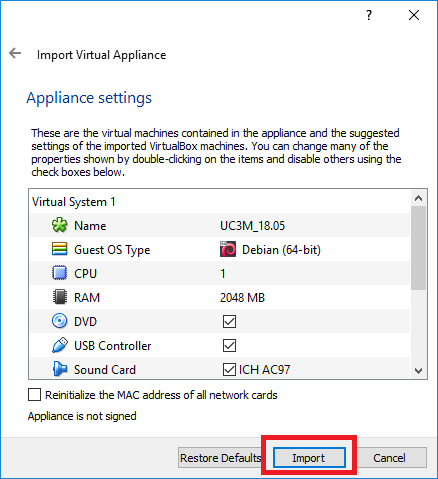 ?
Import Virtual Appliance
Appliance settings
These are the virtual machines contained in the appliance and the suggested
settings of the imported VirtualBox machines. You can change many of the
properties shown by double-clicking on the items and disable others using the
check boxes below.
Virtual System 1
Name UC3M_18.05
Guest OS Type Debian (64-bit)
CPU 1
RAM 2048 MB
DVD
USB Controller
Sound Card ICH AC97
Reinitialize the MAC address of all network cards
Appliance is not signed
Restore Defaults Import Cancel